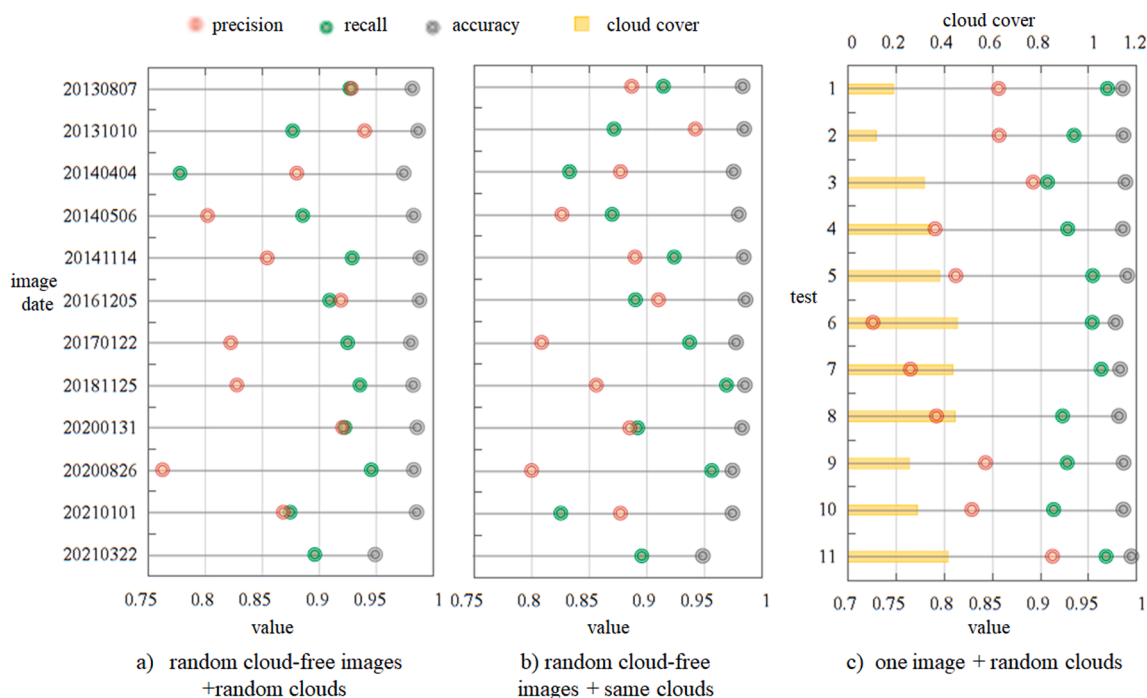 precision recall accuracy cloud cover
cloud cover
0 0.2 0.4 0.6 0.8 1 1.2
image
date
20130807
20131010
20140404
20140506
20141114
20161205
20170122
20181125
20200131
20200826
20210101
20210322
0.75 0.8 0.85 0.9 0.95 1
value
a) random cloud-free images
+random clouds
0.75 0.8 0.85 0.9 0.95 1
value
b) random cloud-free
images + same clouds
test
1
2
3
4
5
6
7
8
9
10
11
0.7 0.75 0.8 0.85 0.9 0.95 1
value
c) one image + random clouds